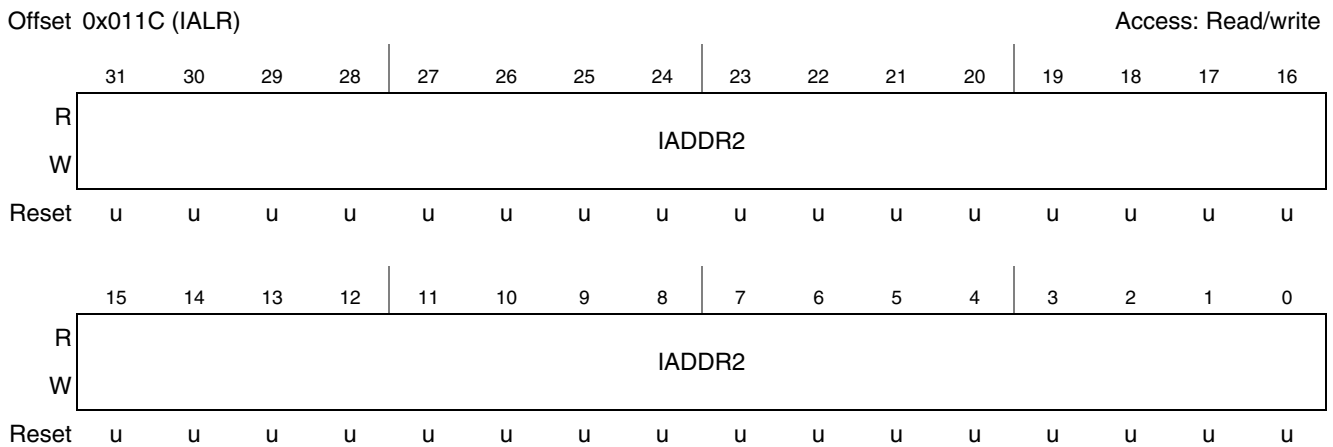 Offset 0x011C (IALR) Access: Read/write
31 30 29 28 27 26 25 24 23 22 21 20 19 18 17 16
R
IADDR2
W
Reset u u u u u u u u u u u u u u u u
15 14 13 12 11 10 9 8 7 6 5 4 3 2 1 0
R
IADDR2
W
Reset u u u u u u u u u u u u u u u u